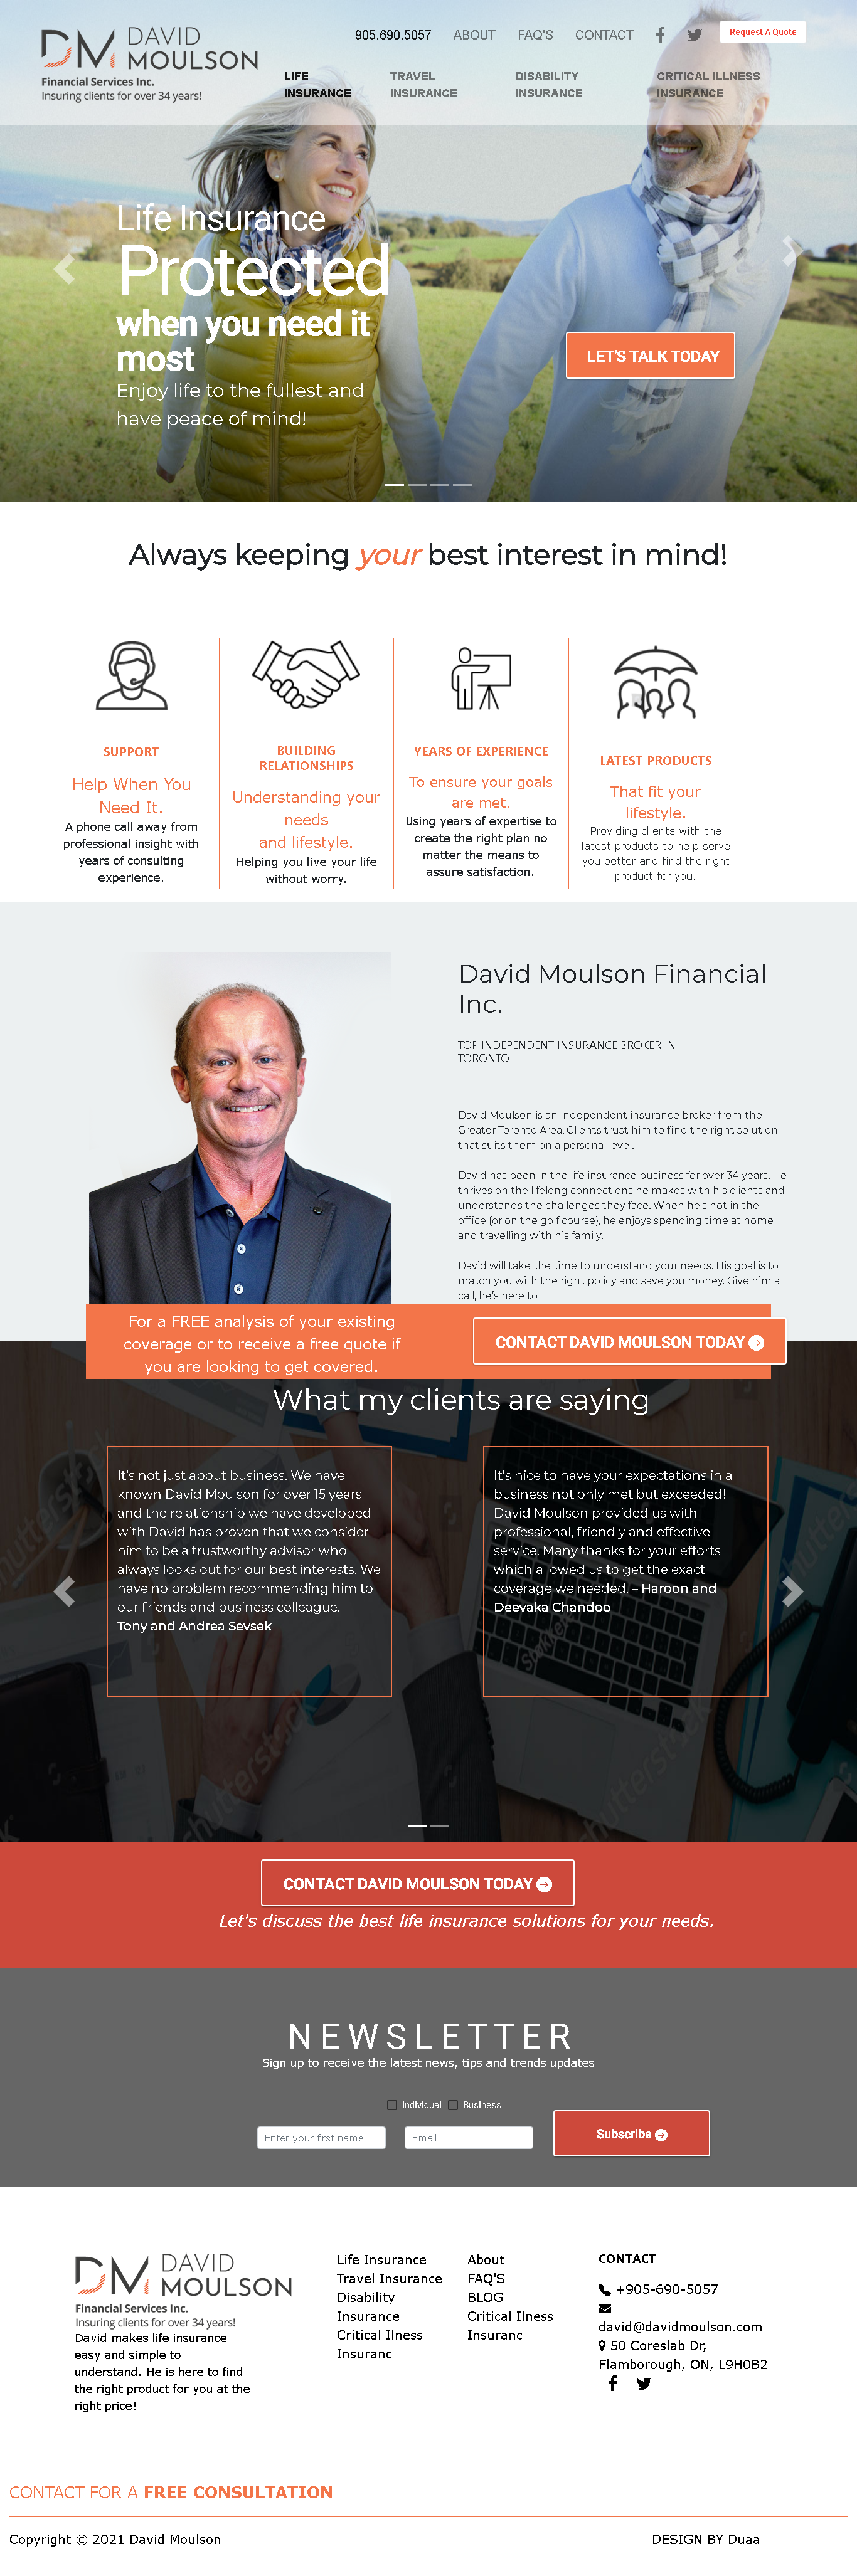 DM DAVID
MOULSON
Financial Services Inc.
Insuring clients for over 34 years!
905.690.5057 ABOUT FAQ'S CONTACT Request A Quote
LIFE INSURANCE
TRAVEL INSURANCE
DISABILITY INSURANCE
CRITICAL ILLNESS INSURANCE
Life Insurance
Protected
when you need it
most
Enjoy life to the fullest and
have peace of mind!
LET'S TALK TODAY
Always keeping your best interest in mind!
SUPPORT
Help When You
Need It.
A phone call away from
professional insight with
years of consulting
experience.
BUILDING
RELATIONSHIPS
Understanding your
needs
and lifestyle.
Helping you live your life
without worry.
YEARS OF EXPERIENCE
To ensure your goals
are met.
Using years of expertise to
create the right plan no
matter the means to
assure satisfaction.
LATEST PRODUCTS
That fit your
lifestyle.
Providing clients with the
latest products to help serve
you better and find the right
product for you.
David Moulson Financial
Inc.
TOP INDEPENDENT INSURANCE BROKER IN
TORONTO
David Moulson is an independent insurance broker from the
Greater Toronto Area. Clients trust him to find the right solution
that suits them on a personal level.
David has been in the life insurance business for over 34 years. He
thrives on the lifelong connections he makes with his clients and
understands the challenges they face. When he's not in the
office (or on the golf course), he enjoys spending time at home
and travelling with his family.
David will take the time to understand your needs. His goal is to
match you with the right policy and save you money. Give him a
call, he's here to
For a FREE analysis of your existing
coverage or to receive a free quote if
you are looking to get covered.
CONTACT DAVID MOULSON TODAY
What my clients are saying
It's not just about business. We have
known David Moulson for over 15 years
and the relationship we have developed
with David has proven that we consider
him to be a trustworthy advisor who
always looks out for our best interests. We
have no problem recommending him to
our friends and business colleague. –
Tony and Andrea Sevsek
It's nice to have your expectations in a
business not only met but exceeded!
David Moulson provided us with
professional, friendly and effective
service. Many thanks for your efforts
which allowed us to get the exact
coverage we needed. – Haroon and
Deevaka Chandoo
shutterstock
CONTACT DAVID MOULSON TODAY
Let's discuss the best life insurance solutions for your needs.
NEWSLETTER
Sign up to receive the latest news, tips and trends updates
Individual Business
Enter your first name
Email
Subscribe
DM DAVID
MOULSON
Financial Services Inc.
Insuring clients for over 34 years!
David makes life insurance
easy and simple to
understand. He is here to find
the right product for you at the
right price!
Life Insurance
Travel Insurance
Disability
Insurance
Critical Ilness
Insuranc
About
FAQ'S
BLOG
Critical Ilness
Insuranc
CONTACT
+905-690-5057
david@davidmoulson.com
50 Coreslab Dr,
Flamborough, ON, L9H0B2
CONTACT FOR A FREE CONSULTATION
Copyright © 2021 David Moulson
DESIGN BY Duaa